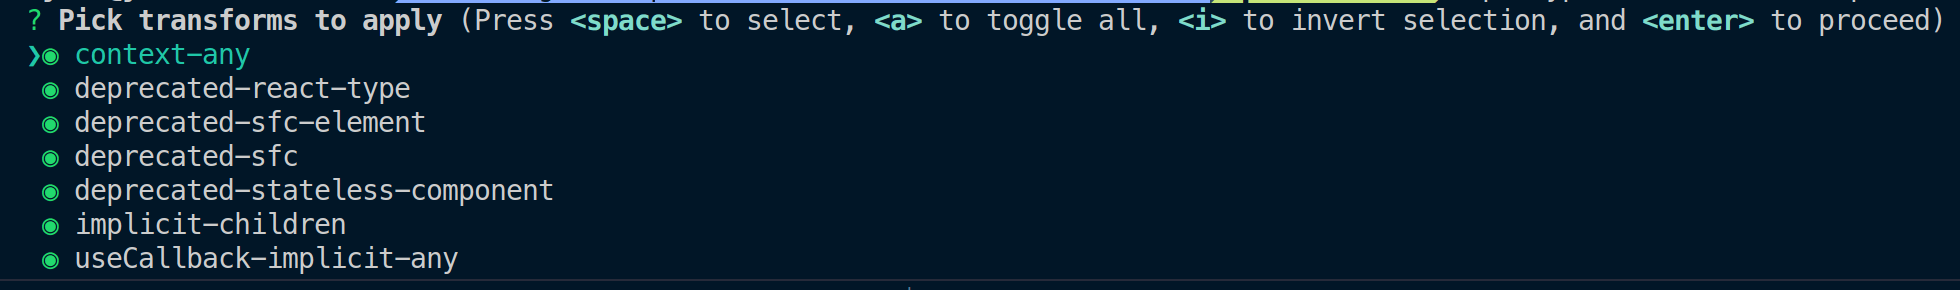 ? Pick transforms to apply (Press <space> to select, <a> to toggle all, <i> to invert selection, and <enter> to proceed)
❯◉ context-any
◉ deprecated-react-type
◉ deprecated-sfc-element
◉ deprecated-sfc
◉ deprecated-stateless-component
◉ implicit-children
◉ useCallback-implicit-any